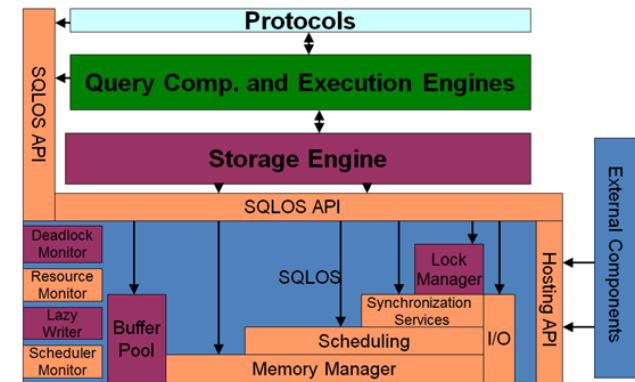 Protocols
SQLOS API
Query Comp. and Execution Engines
Storage Engine
SQLOS API
External Components
Deadlock
Monitor
Resource
Monitor
Lazy
Writer
Scheduler
Monitor
Buffer
Pool
SQLOS
Lock
Manager
Synchronization
Services
Scheduling
Memory Manager
I/O
Hosting API